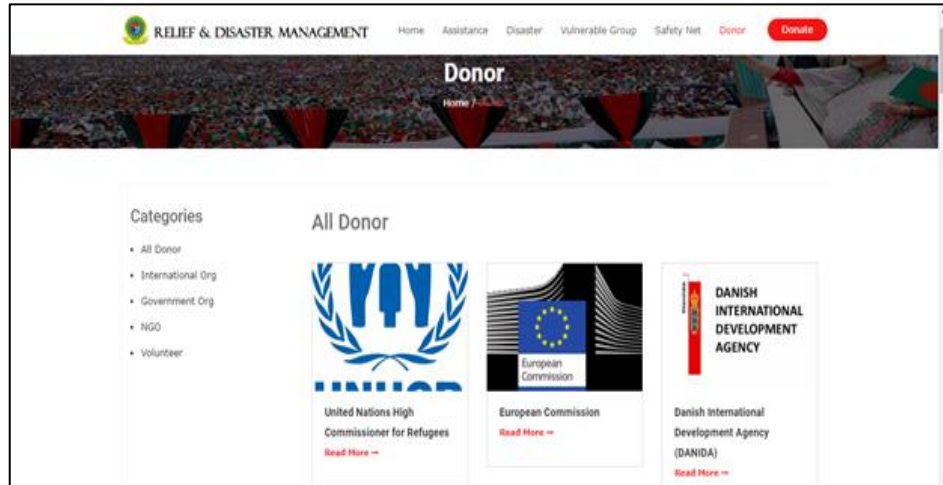 RELIEF & DISASTER MANAGEMENT
Home Assistance Disaster Vulnerable Group Safety Net Donor Donate
Donor
Home /
Categories
• All Donor
• International Org
• Government Org
• NGO
• Volunteer
All Donor
UNHCR
United Nations High
Commissioner for Refugees
Read More →
European
Commission
European Commission
Read More →
DANISH
INTERNATIONAL
DEVELOPMENT
AGENCY
Danish International
Development Agency
(DANIDA)
Read More →